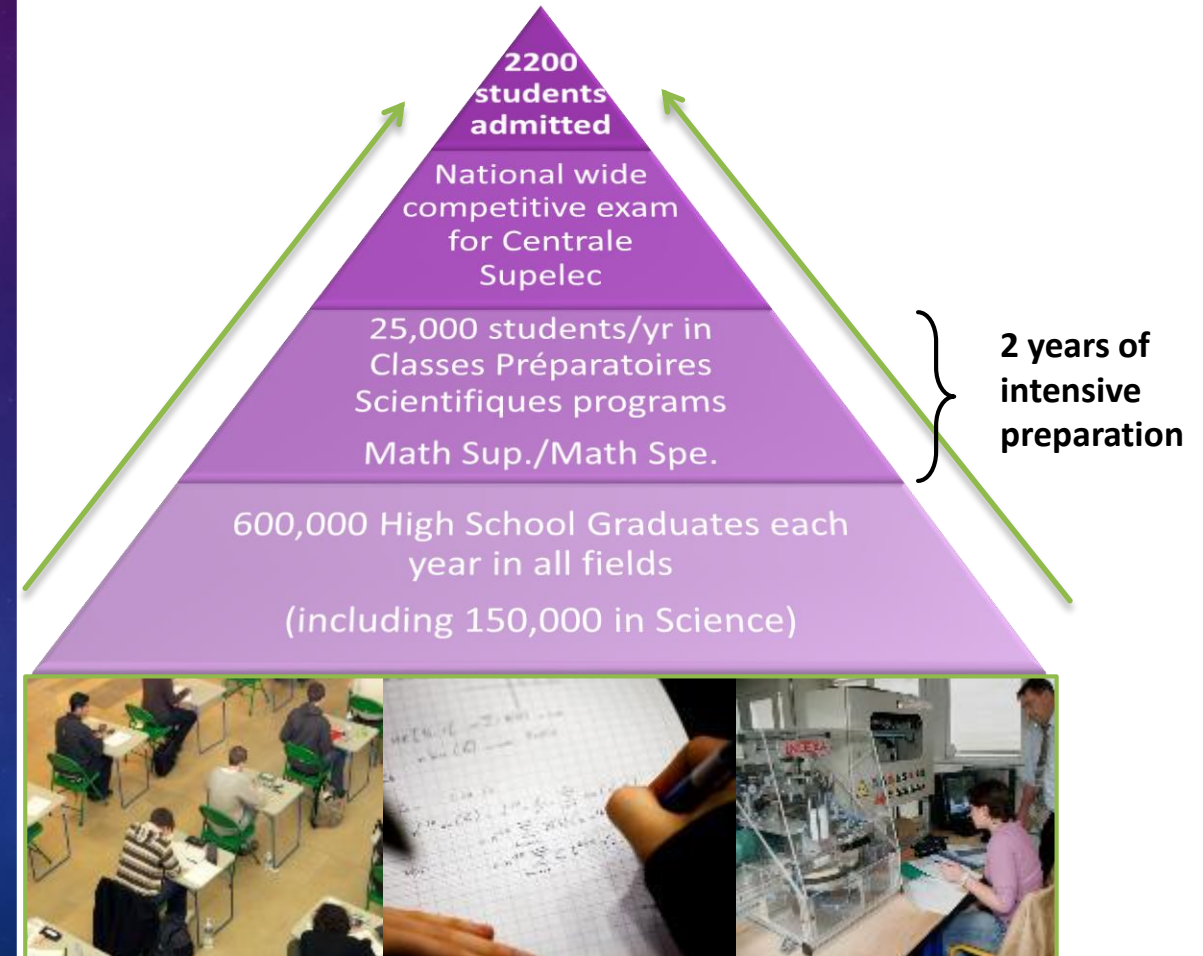 2200
students
admitted
National wide
competitive exam
for Centrale
Supelec
25,000 students/yr in
Classes Préparatoires
Scientifiques programs
Math Sup./Math Spe.
2 years of
intensive
preparation
600,000 High School Graduates each
year in all fields
(including 150,000 in Science)
INDEXA